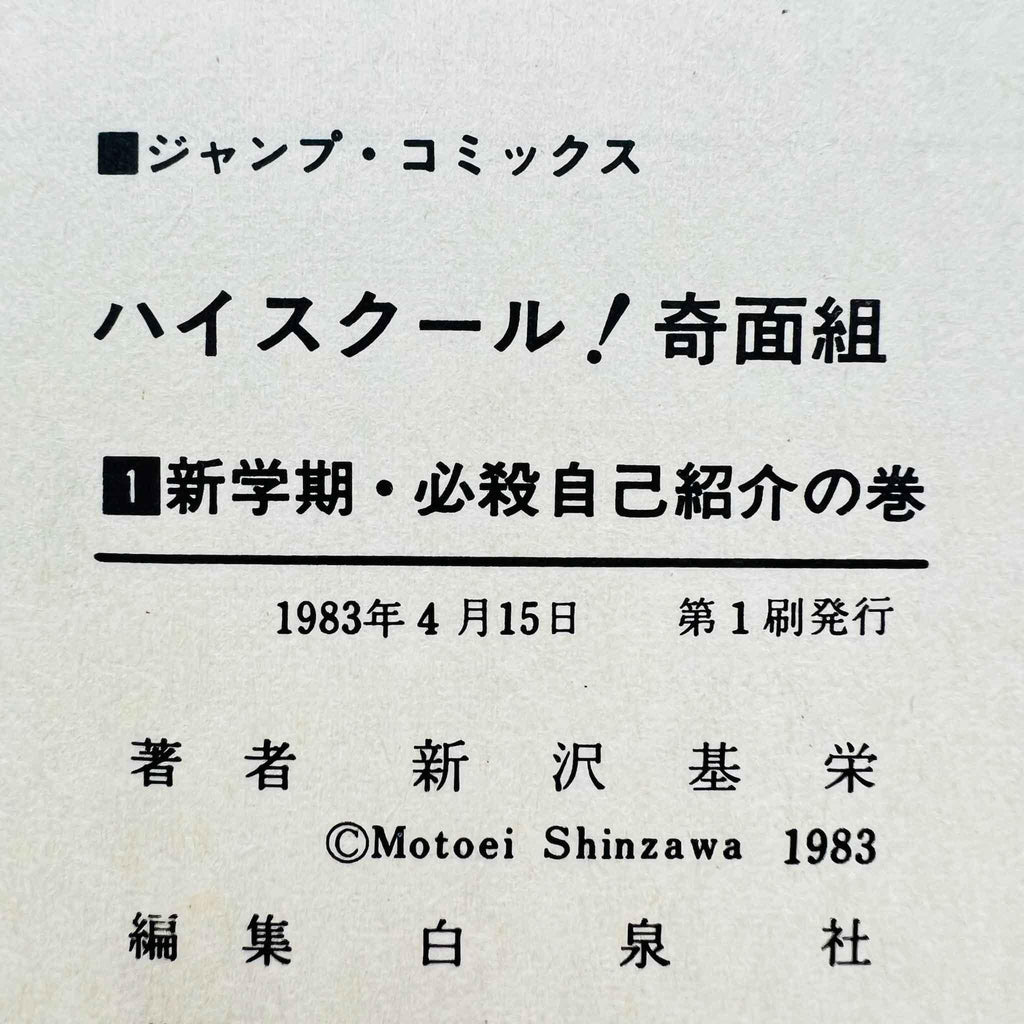 ■ジャンプ・コミックス
ハイスクール!奇面組
1新学期・必殺自己紹介の巻
1983年4月15日 第1刷発行
著者 新沢基栄
©Motoei Shinzawa 1983
編集 白泉社